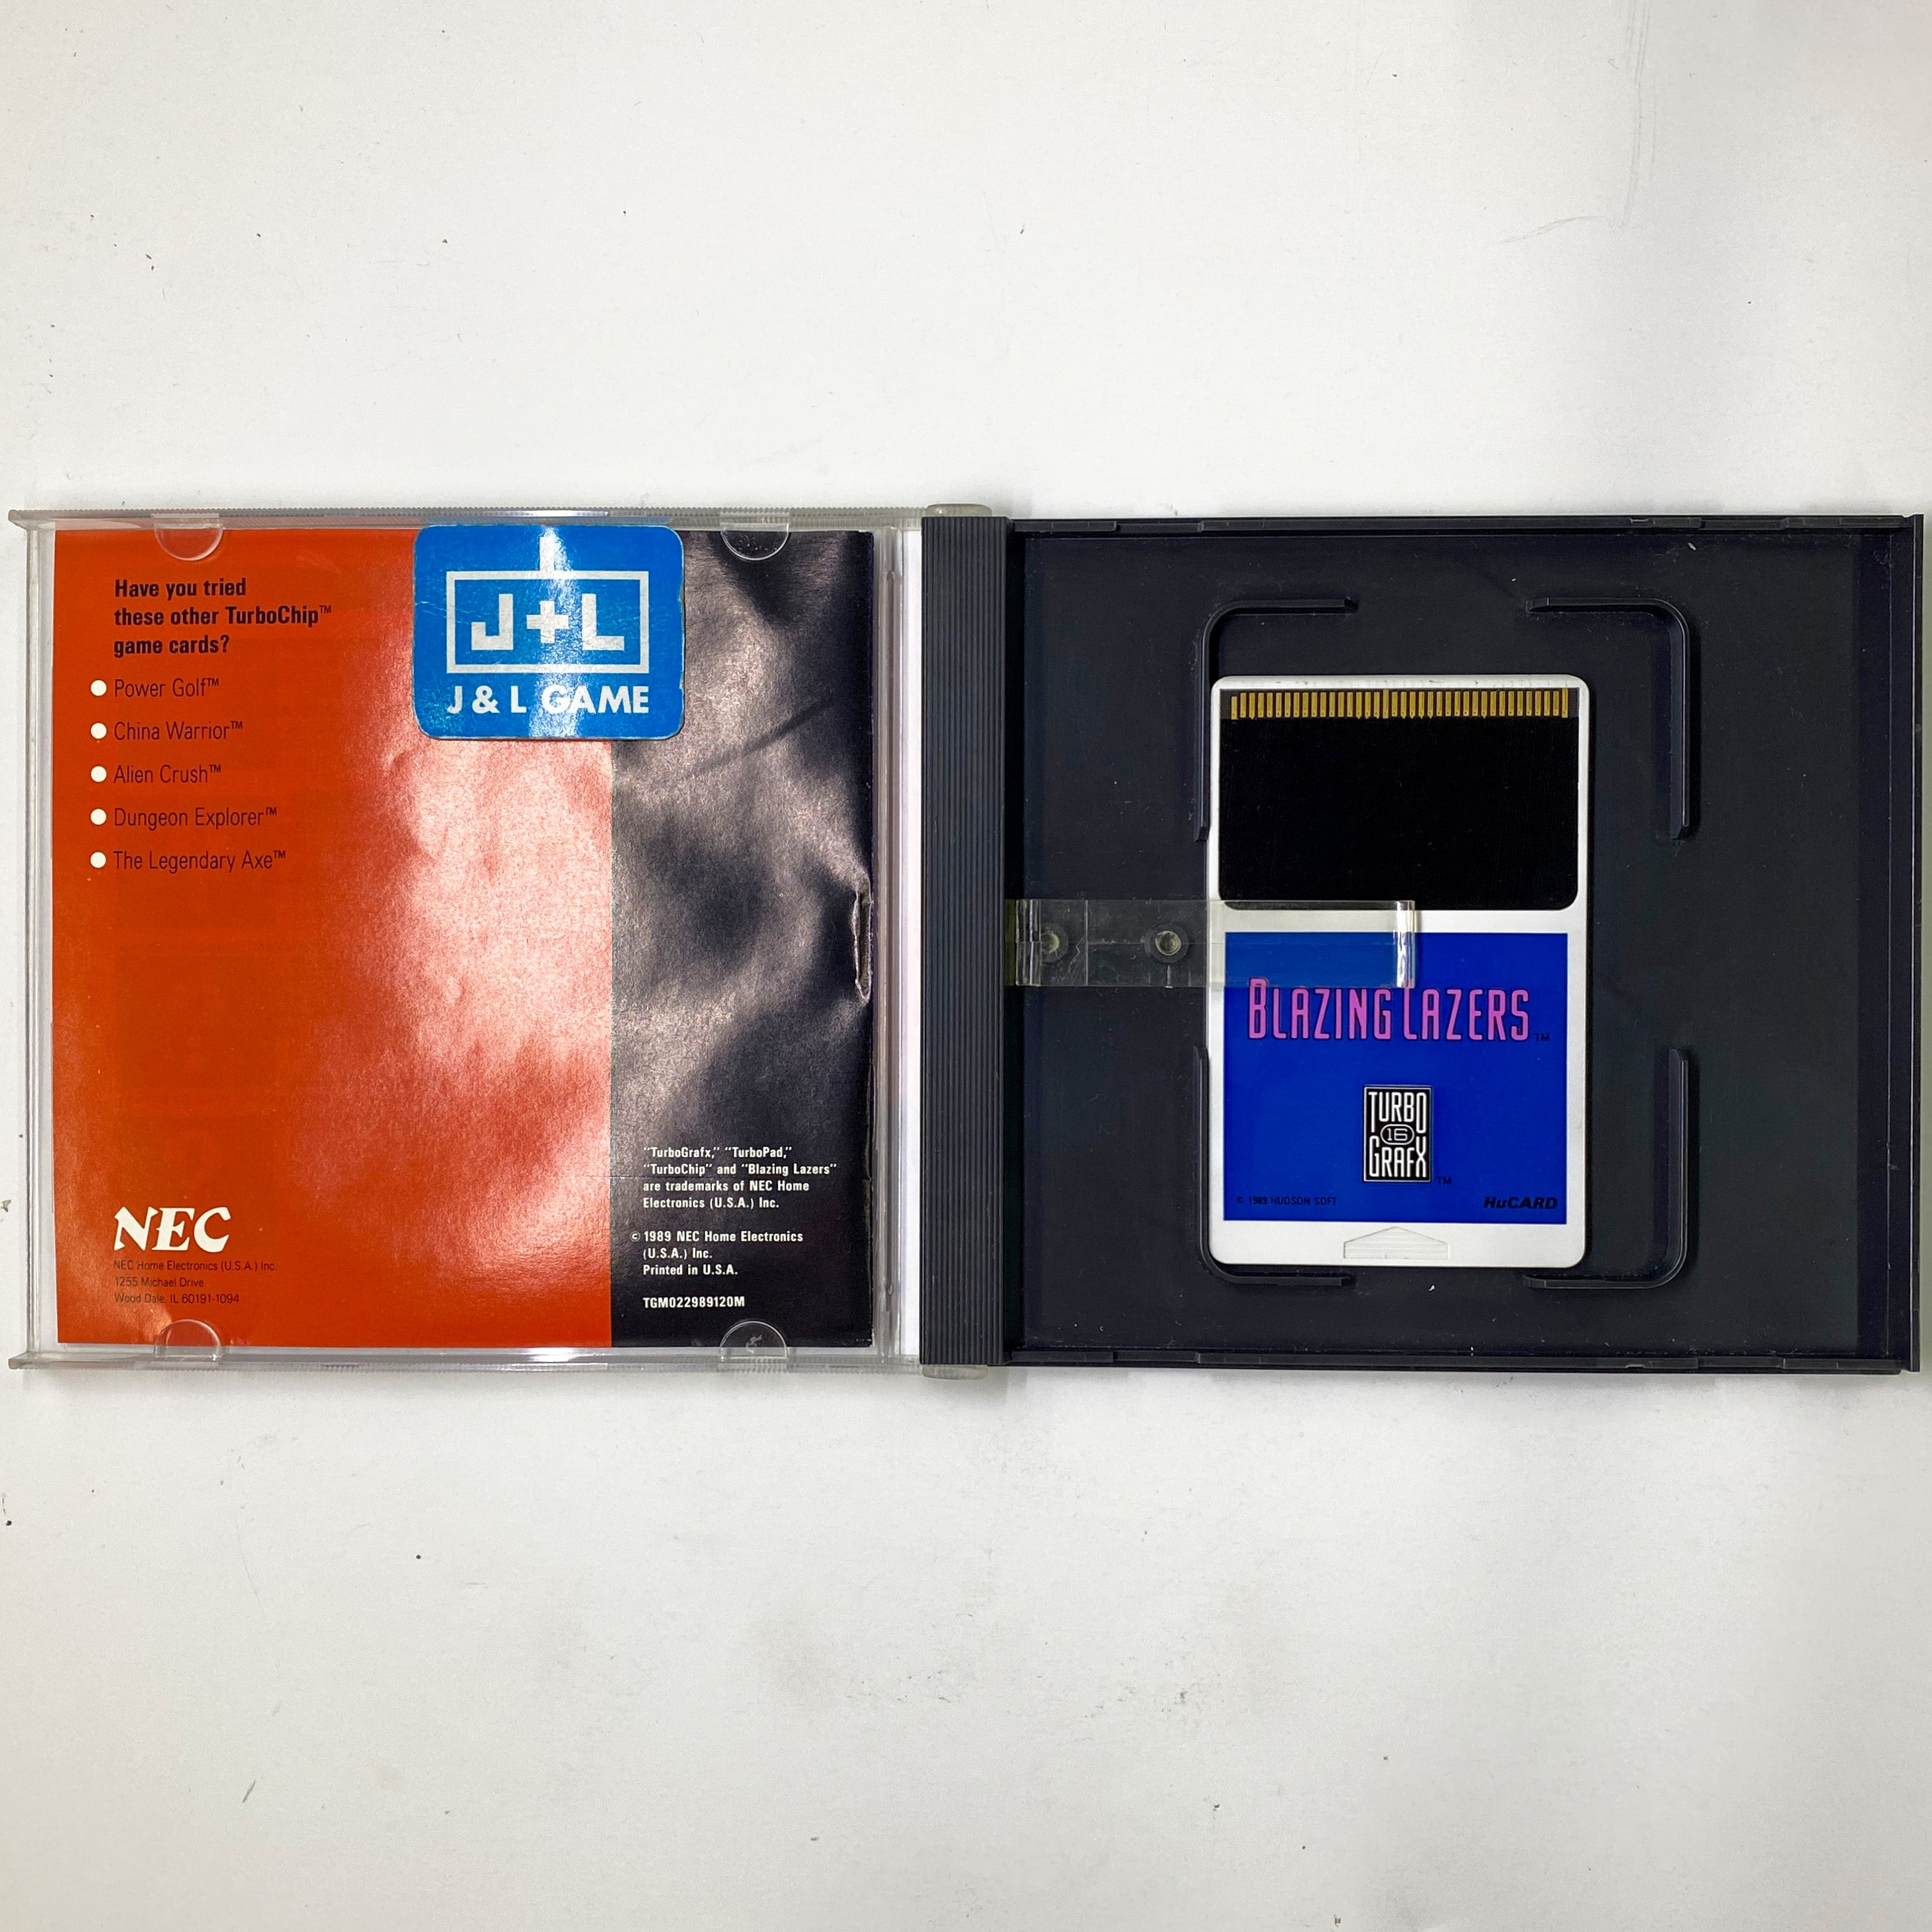 Have you tried
these other TurboChip™
game cards?
Power Golf™
China Warrior™
Alien Crush™
Dungeon Explorer™
The Legendary Axe™
NEC
NEC Home Electronics (U.S.A.) Inc.
1255 Michael Drive
Wood Dale, IL 60191-1094
J+L
J & L GAME
"TurboGrafx," "TurboPad,"
"TurboChip" and "Blazing Lazers"
are trademarks of NEC Home
Electronics (U.S.A.) Inc.
© 1989 NEC Home Electronics
(U.S.A.) Inc.
Printed in U.S.A.
TGM022989120M
BLAZING LAZERS™
TURBO
16
GRAFX™
© 1989 HUDSON SOFT
HuCARD